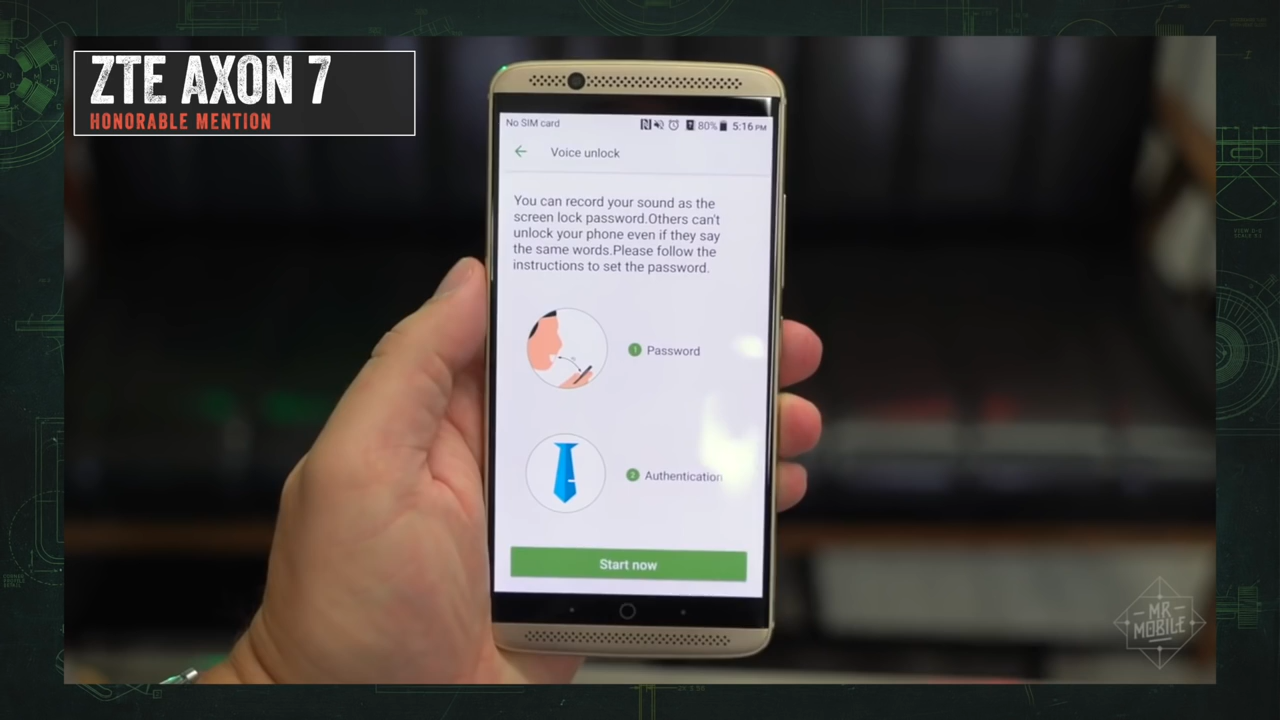 ZTE AXON 7
HONORABLE MENTION
No SIM card
80%
5:16 PM
Voice unlock
You can record your sound as the
screen lock password.Others can't
unlock your phone even if they say
the same words.Please follow the
instructions to set the password.
1 Password
2 Authentication
Start now
MR
MOBILE